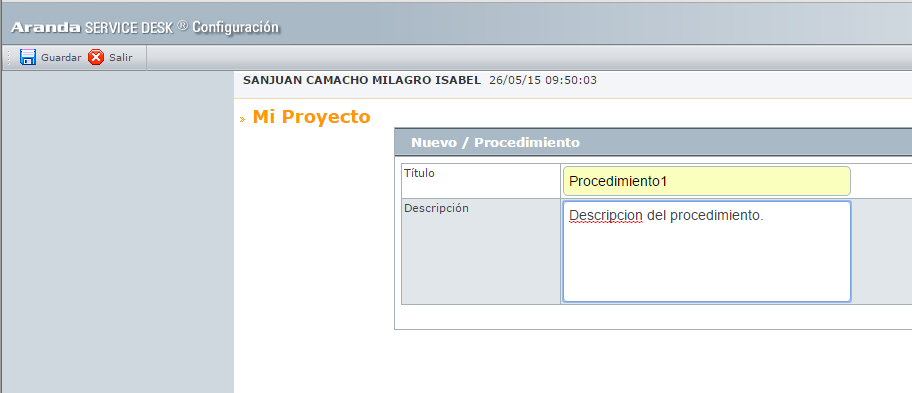 Aranda SERVICE DESK ® Configuración
Guardar Salir
SANJUAN CAMACHO MILAGRO ISABEL 26/05/15 09:50:03
» Mi Proyecto
Nuevo / Procedimiento
Título Procedimiento1
Descripción Descripcion del procedimiento.